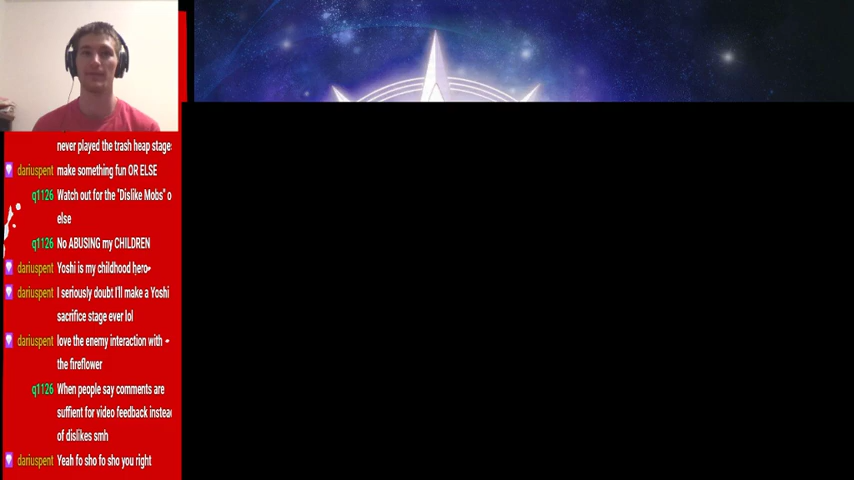 never played the trash heap stage
dariuspent make something fun OR ELSE
q1126 Watch out for the "Dislike Mobs" o
else
q1126 No ABUSING my CHILDREN
dariuspent Yoshi is my childhood hero
dariuspent I seriously doubt I'll make a Yoshi
sacrifice stage ever lol
dariuspent love the enemy interaction with
the fireflower
q1126 When people say comments are
suffient for video feedback instea
of dislikes smh
dariuspent Yeah fo sho fo sho you right